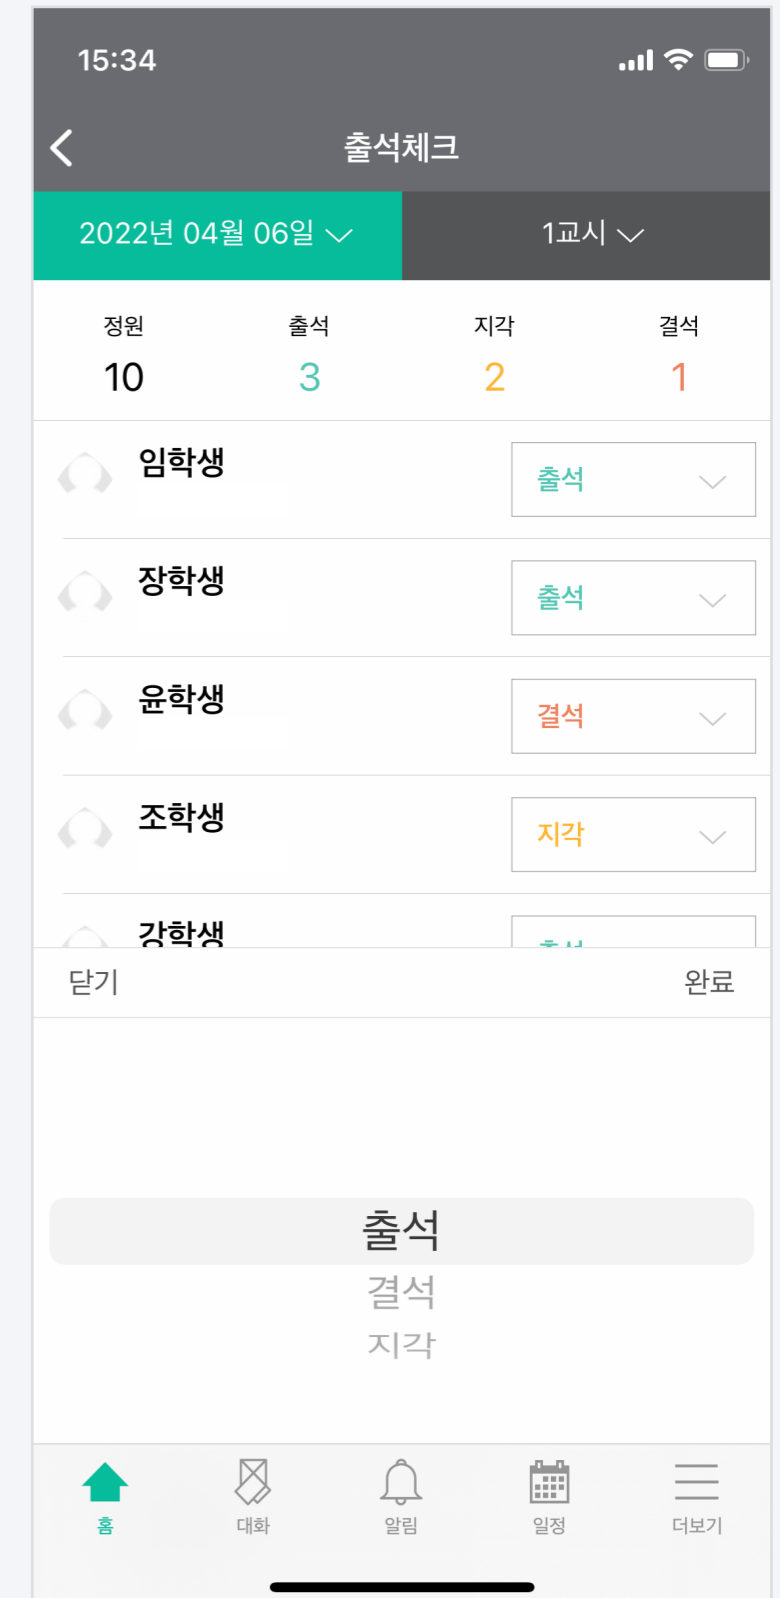 15:34
출석체크
2022년 04월 06일 1교시
정원 출석 지각 결석
10 3 2 1
임학생 출석
장학생 출석
윤학생 결석
조학생 지각
강학생 출석
닫기 완료
출석
결석
지각
홈 대화 알림 일정 더보기